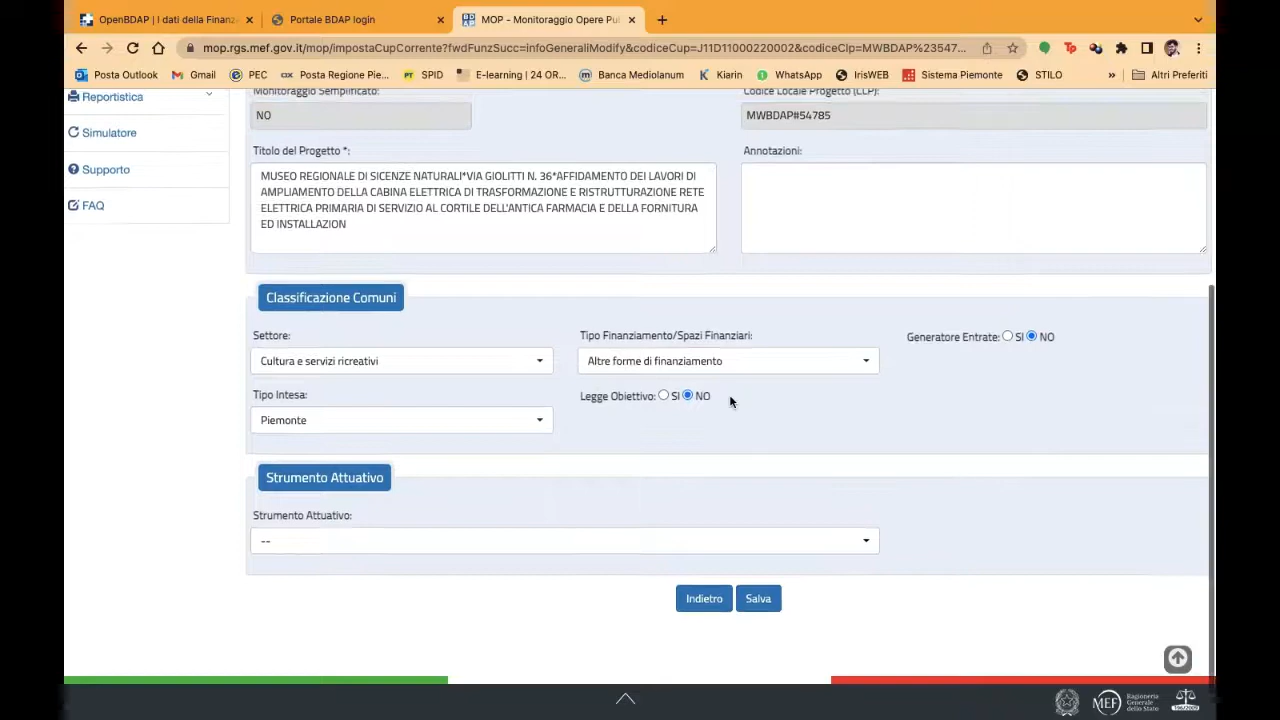 OpenBDAP | I dati della Finanz
Portale BDAP login
MOP - Monitoraggio Opere Pu
mop.rgs.mef.gov.it/mop/impostaCupCorrente?fwdFunzSucc=infoGeneraliModify&codiceCup=J11D11000220002&codiceClp=MWBDAP%23547...
Posta Outlook
Gmail
PEC
Posta Regione Pie...
SPID
E-learning | 24 OR...
Banca Mediolanum
Kiarin
WhatsApp
IrisWEB
Sistema Piemonte
STILO
»
Altri Preferiti
Reportistica
Simulatore
Supporto
FAQ
Monitoraggio Semplificato:
NO
Codice Locale Progetto (CLP):
MWBDAP#54785
Titolo del Progetto *:
MUSEO REGIONALE DI SICENZE NATURALI*VIA GIOLITTI N. 36*AFFIDAMENTO DEI LAVORI DI
AMPLIAMENTO DELLA CABINA ELETTRICA DI TRASFORMAZIONE E RISTRUTTURAZIONE RETE
ELETTRICA PRIMARIA DI SERVIZIO AL CORTILE DELL'ANTICA FARMACIA E DELLA FORNITURA
ED INSTALLAZION
Annotazioni:
Classificazione Comuni
Settore:
Cultura e servizi ricreativi
Tipo Finanziamento/Spazi Finanziari:
Altre forme di finanziamento
Generatore Entrate: SI NO
Tipo Intesa:
Piemonte
Legge Obiettivo: SI NO
Strumento Attuativo
Strumento Attuativo:
--
Indietro
Salva
MEF
Ragioneria
Generale
dello Stato